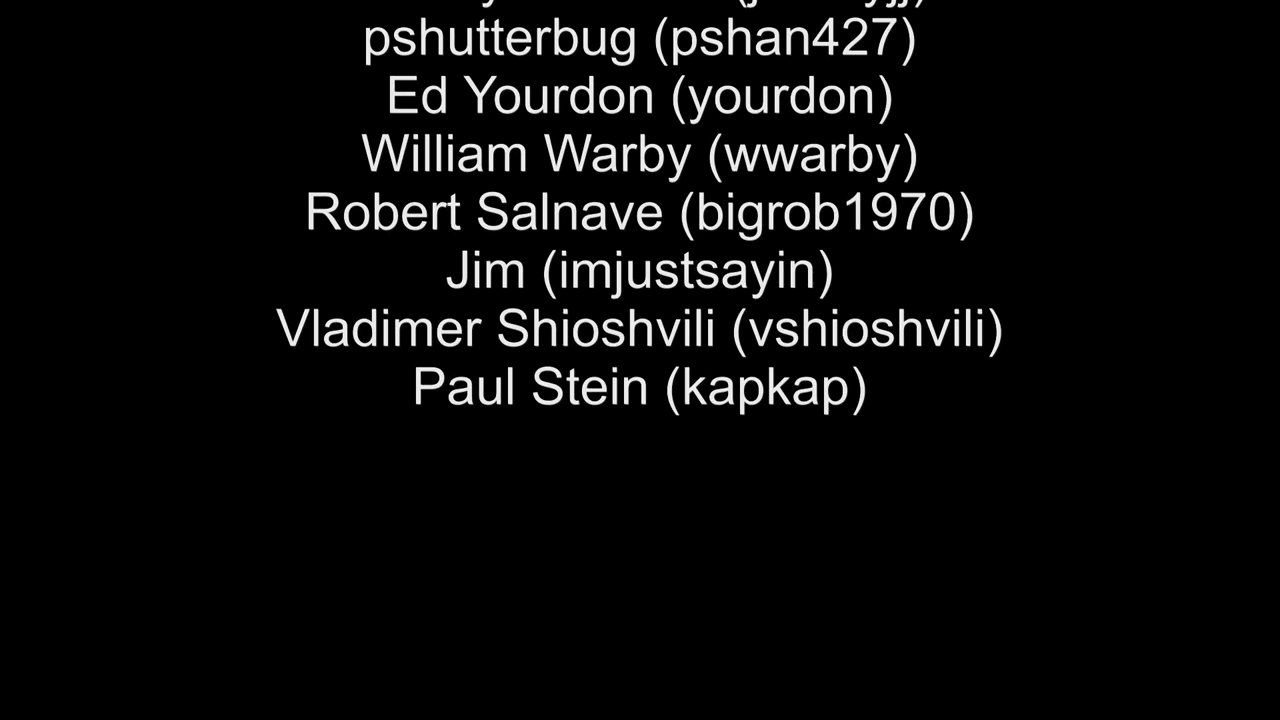 pshutterbug (pshan427)
Ed Yourdon (yourdon)
William Warby (wwarby)
Robert Salnave (bigrob1970)
Jim (imjustsayin)
Vladimer Shioshvili (vshioshvili)
Paul Stein (kapkap)